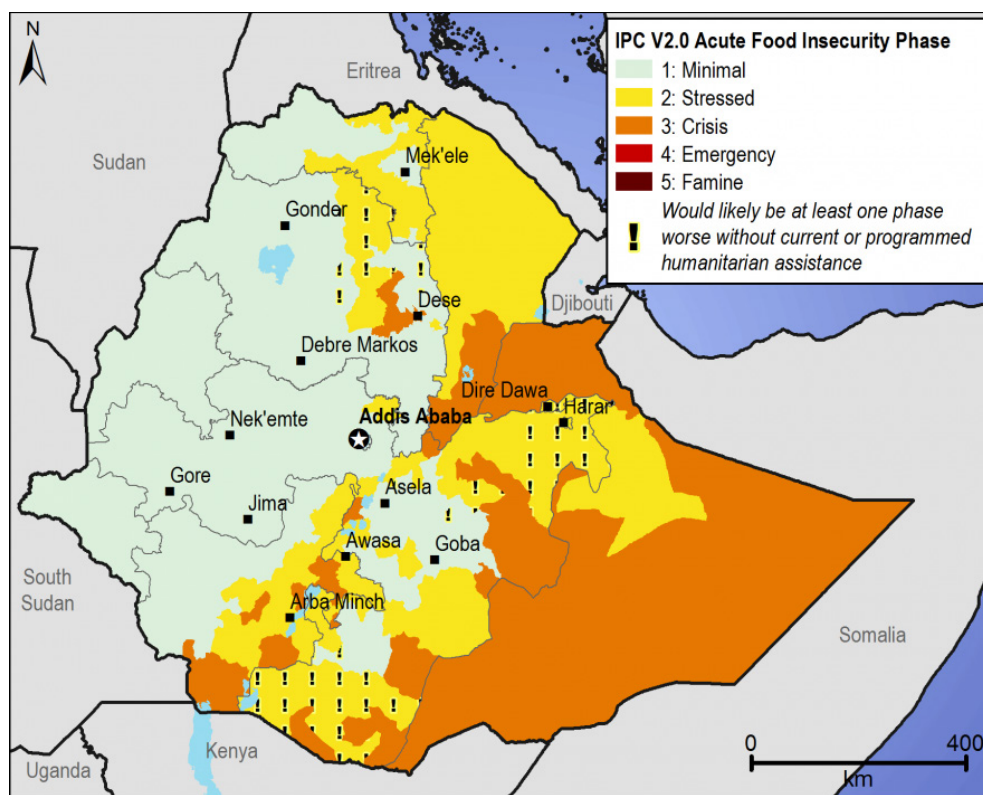 N
IPC V2.0 Acute Food Insecurity Phase
1: Minimal
2: Stressed
3: Crisis
4: Emergency
5: Famine
! Would likely be at least one phase
worse without current or programmed
humanitarian assistance
Eritrea
Sudan
Mek'ele
Gonder
Djibouti
Dese
Debre Markos
Dire Dawa
Harar
Nek'emte
Addis Ababa
Gore
Asela
Jima
Awasa
Goba
South
Sudan
Arba Minch
Somalia
Kenya
Uganda
0 400
km